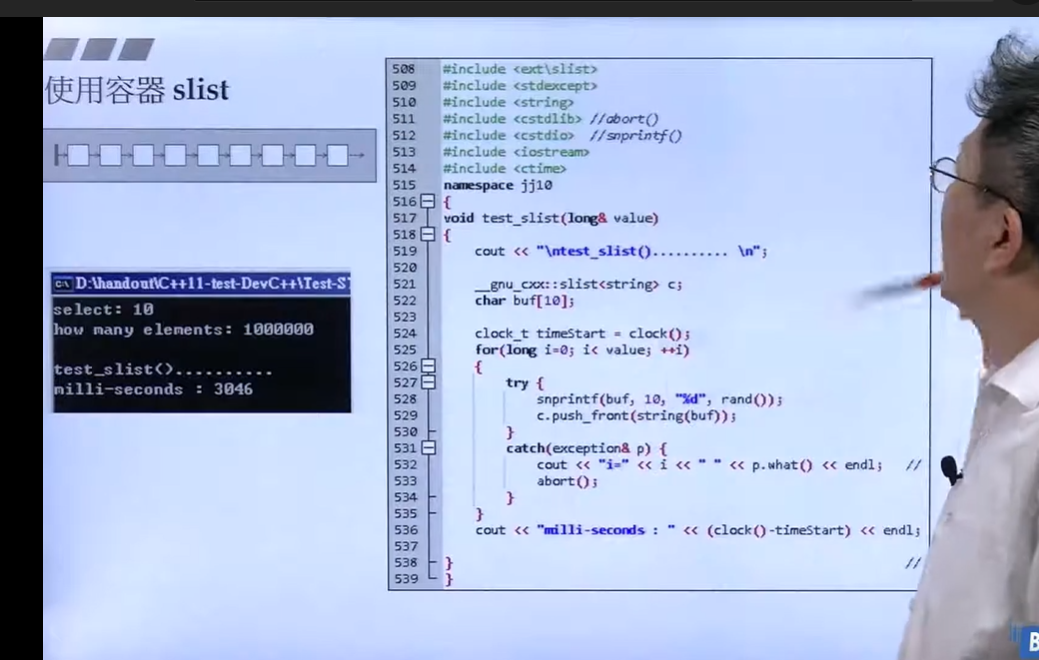 使用容器 slist
508 #include <ext\slist>
509 #include <stdexcept>
510 #include <string>
511 #include <cstdlib> //abort()
512 #include <cstdio> //snprintf()
513 #include <iostream>
514 #include <ctime>
515 namespace jj10
516 {
517 void test_slist(long& value)
518 {
519 cout << "\ntest_slist().......... \n";
520
521 __gnu_cxx::slist<string> c;
522 char buf[10];
523
524 clock_t timeStart = clock();
525 for(long i=0; i< value; ++i)
526 {
527 try {
528 snprintf(buf, 10, "%d", rand());
529 c.push_front(string(buf));
530 }
531 catch(exception& p) {
532 cout << "i=" << i << " " << p.what() << endl; //
533 abort();
534 }
535 }
536 cout << "milli-seconds : " << (clock()-timeStart) << endl;
537
538 } //
539 }
D:\handout\C++11-test-DevC++\Test-ST
select: 10
how many elements: 1000000
test_slist()..........
milli-seconds : 3046
B